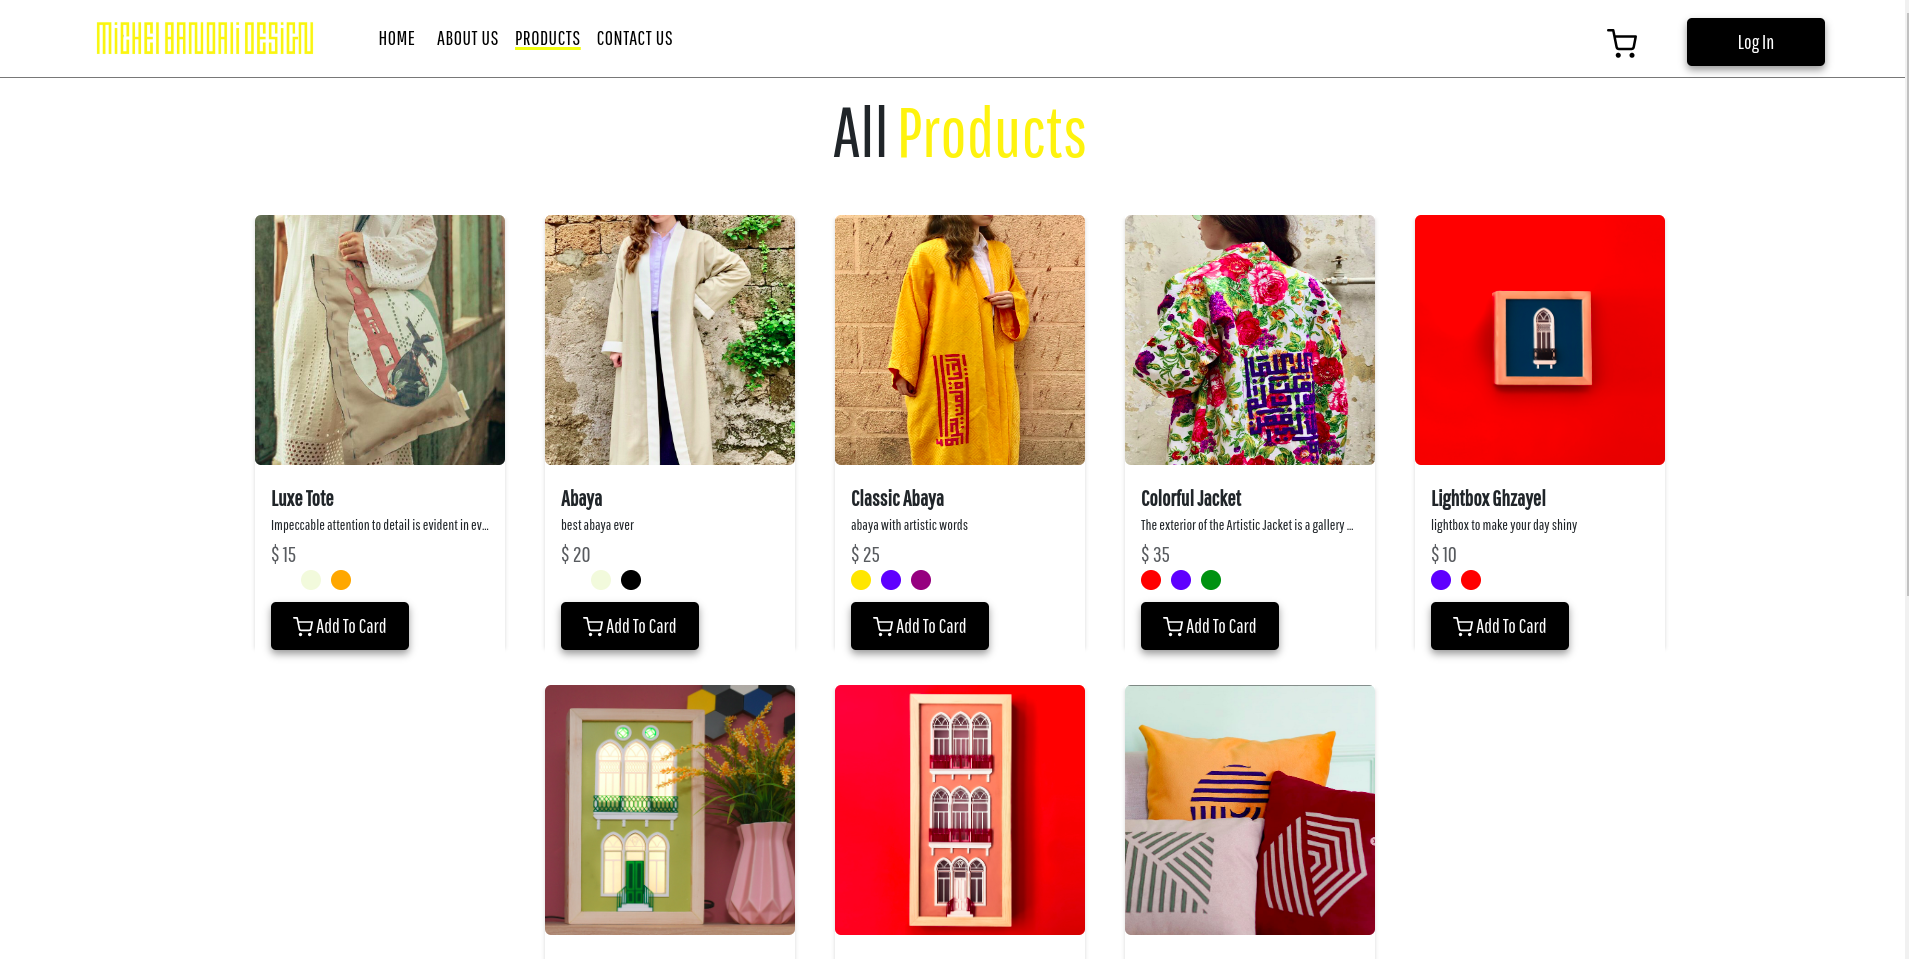 MICHEL BANDALI DESIGN
HOME ABOUT US PRODUCTS CONTACT US
Log In
All Products
Luxe Tote
Impeccable attention to detail is evident in ev...
$ 15
Add To Card
Abaya
best abaya ever
$ 20
Add To Card
Classic Abaya
abaya with artistic words
$ 25
Add To Card
Colorful Jacket
The exterior of the Artistic Jacket is a gallery ...
$ 35
Add To Card
Lightbox Ghzayel
lightbox to make your day shiny
$ 10
Add To Card